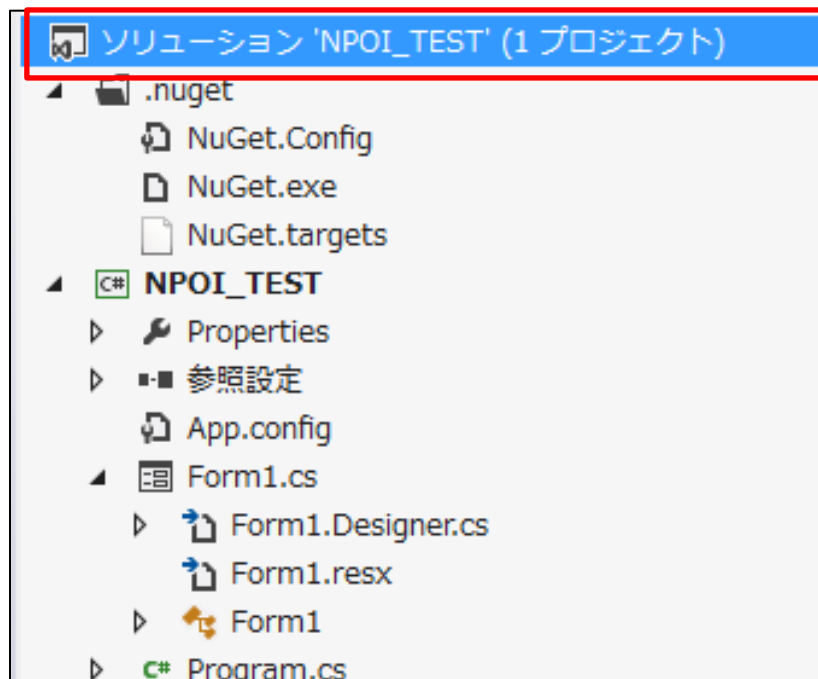 ソリューション 'NPOI_TEST' (1 プロジェクト)
.nuget
NuGet.Config
NuGet.exe
NuGet.targets
C# NPOI_TEST
Properties
参照設定
App.config
Form1.cs
Form1.Designer.cs
Form1.resx
Form1
C# Program.cs